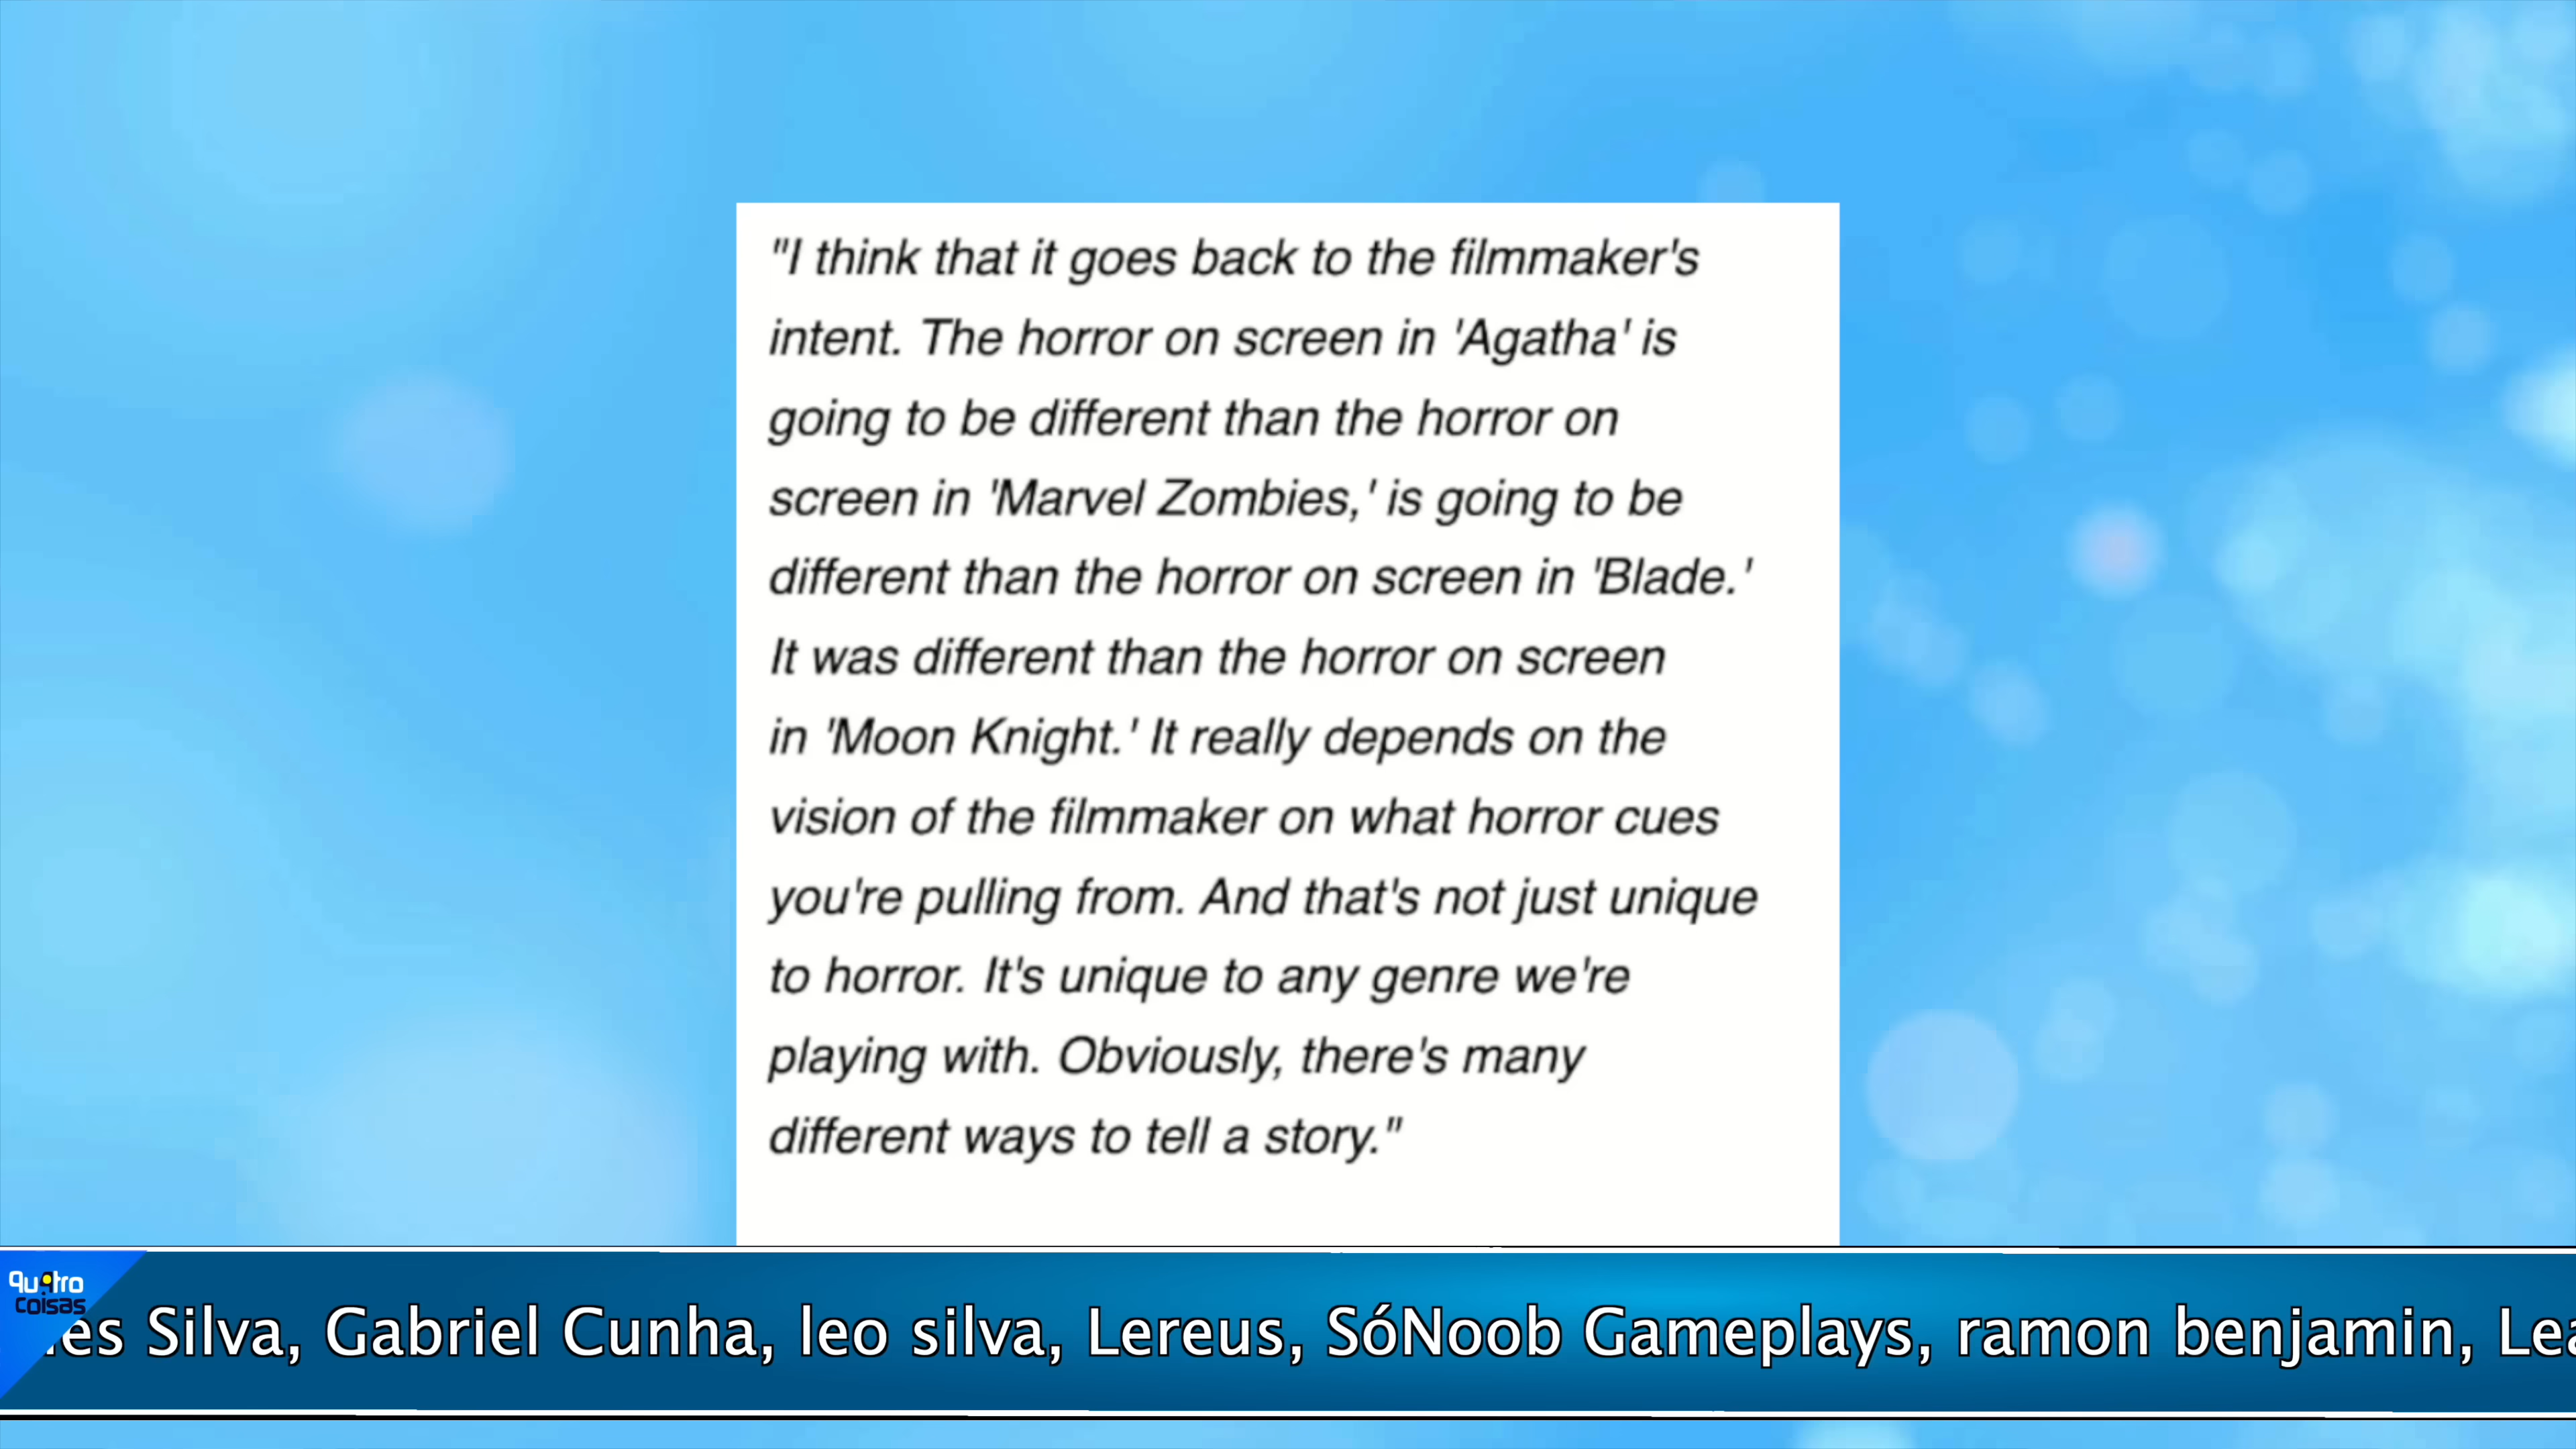 "I think that it goes back to the filmmaker's
intent. The horror on screen in 'Agatha' is
going to be different than the horror on
screen in 'Marvel Zombies,' is going to be
different than the horror on screen in 'Blade.'
It was different than the horror on screen
in 'Moon Knight.' It really depends on the
vision of the filmmaker on what horror cues
you're pulling from. And that's not just unique
to horror. It's unique to any genre we're
playing with. Obviously, there's many
different ways to tell a story."
quatro
coisas
es Silva, Gabriel Cunha, leo silva, Lereus, SóNoob Gameplays, ramon benjamin, Lea